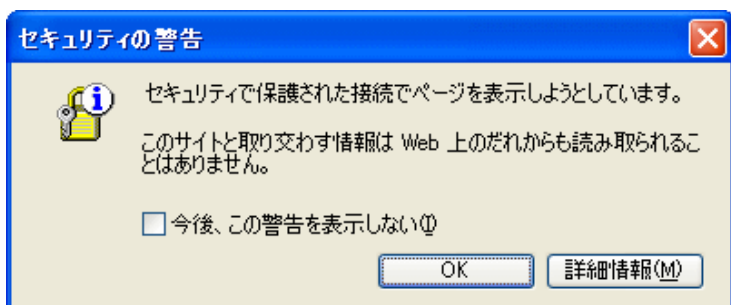 セキュリティの警告
セキュリティで保護された接続でページを表示しようとしています。
このサイトと取り交わす情報は Web 上のだれからも読み取られるこ
とはありません。
今後、この警告を表示しない(I)
OK
詳細情報(M)